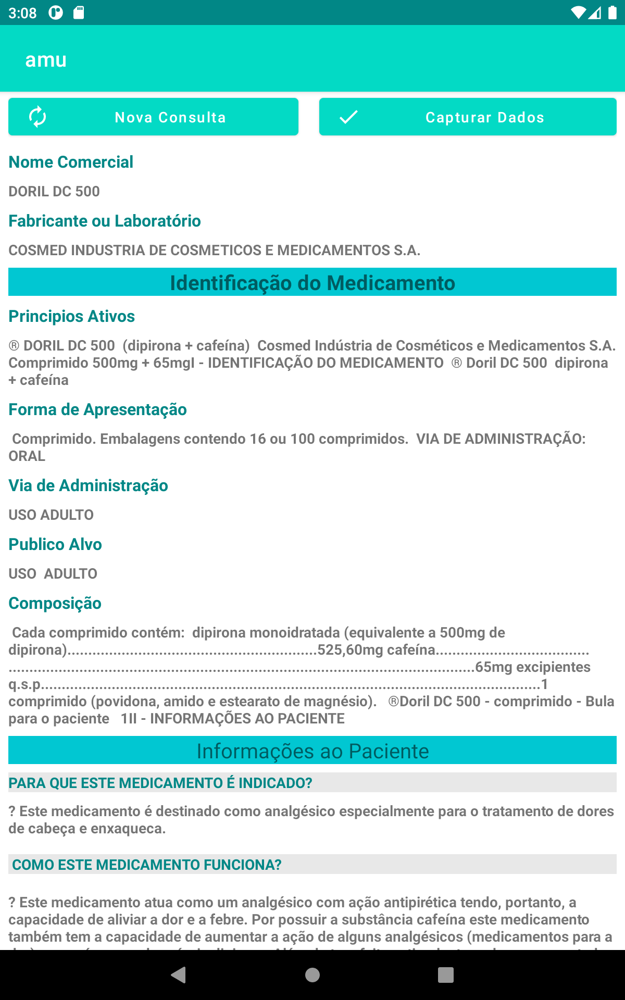 3:08
amu
Nova Consulta
Capturar Dados
Nome Comercial
DORIL DC 500
Fabricante ou Laboratório
COSMED INDUSTRIA DE COSMETICOS E MEDICAMENTOS S.A.
Identificação do Medicamento
Principios Ativos
® DORIL DC 500  (dipirona + cafeína)  Cosmed Indústria de Cosméticos e Medicamentos S.A.
Comprimido 500mg + 65mgI - IDENTIFICAÇÃO DO MEDICAMENTO  ® Doril DC 500  dipirona
+ cafeína
Forma de Apresentação
Comprimido. Embalagens contendo 16 ou 100 comprimidos.  VIA DE ADMINISTRAÇÃO:
ORAL
Via de Administração
USO ADULTO
Publico Alvo
USO  ADULTO
Composição
Cada comprimido contém:  dipirona monoidratada (equivalente a 500mg de
dipirona)............................................................525,60mg cafeína.....................................
................................................................................................................65mg excipientes
q.s.p........................................................................................................................1
comprimido (povidona, amido e estearato de magnésio).   ®Doril DC 500 - comprimido - Bula
para o paciente   1II - INFORMAÇÕES AO PACIENTE
Informações ao Paciente
PARA QUE ESTE MEDICAMENTO É INDICADO?
? Este medicamento é destinado como analgésico especialmente para o tratamento de dores
de cabeça e enxaqueca.
COMO ESTE MEDICAMENTO FUNCIONA?
? Este medicamento atua como um analgésico com ação antipirética tendo, portanto, a
capacidade de aliviar a dor e a febre. Por possuir a substância cafeína este medicamento
também tem a capacidade de aumentar a ação de alguns analgésicos (medicamentos para a